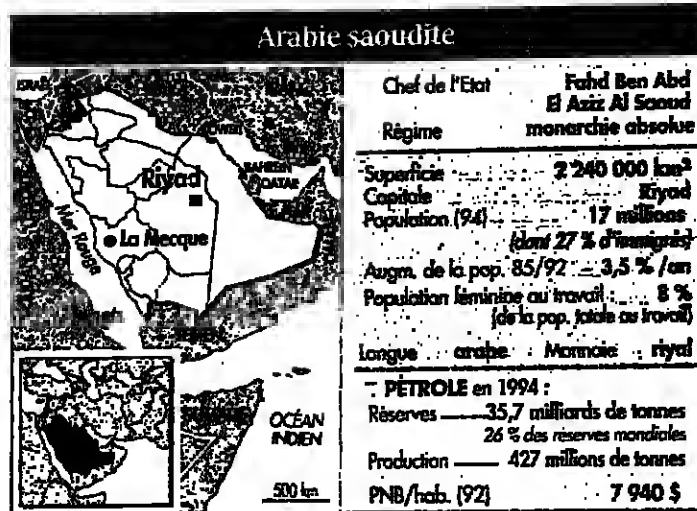 Arabie saoudite
ISRAËL
KOWEÏT
BAHREÏN
QATAR
Riyad
La Mecque
Mer Rouge
OCÉAN
INDIEN
500 km
Chef de l'Etat Fahd Ben Abd
El Aziz Al Saoud
Régime monarchie absolue
Superficie 2 240 000 km²
Capitale Riyad
Population (94) 17 millions
(dont 27 % d'immigrés)
Augm. de la pop. 85/92 3,5 % /an
Population féminine au travail : 8 %
(de la pop. totale au travail)
Langue : arabe Monnaie : riyal
PÉTROLE en 1994 :
Réserves 35,7 milliards de tonnes
26 % des réserves mondiales
Production 427 millions de tonnes
PNB/hab. (92) 7 940 $